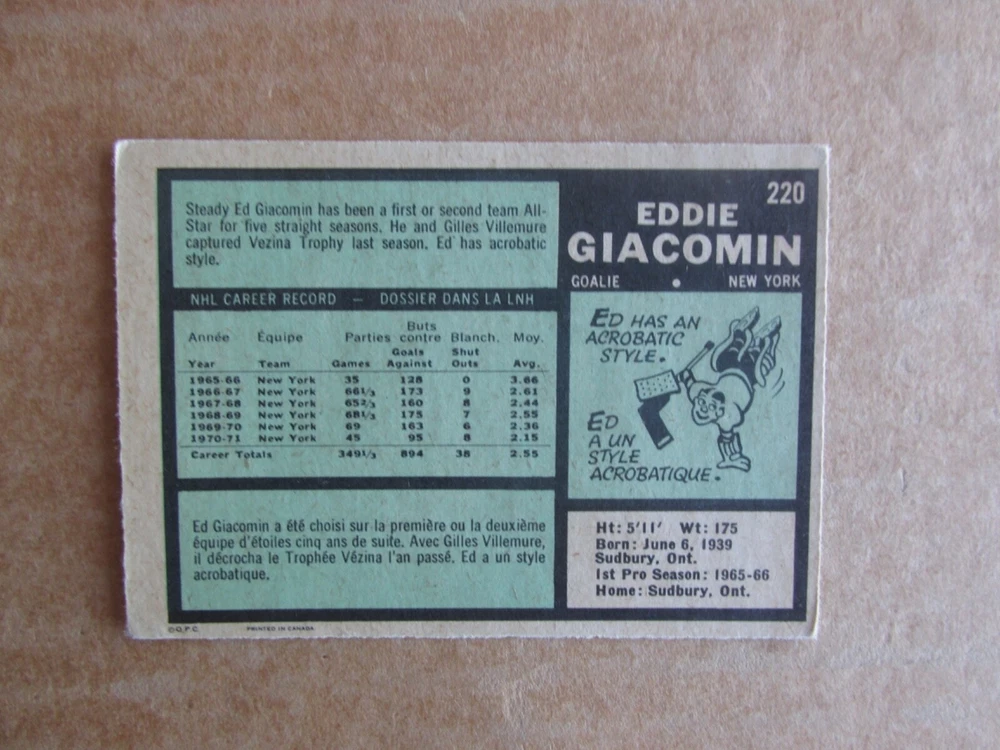 Steady Ed Giacomin has been a first or second team All-
Star for five straight seasons. He and Gilles Villemure
captured Vezina Trophy last season. Ed has acrobatic
style.
NHL CAREER RECORD — DOSSIER DANS LA LNH
Année Équipe Parties Buts contre Blanch. Moy.
Year Team Games Goals Against Shut Outs Avg.
1965-66 New York 35 128 0 3.66
1966-67 New York 661/3 173 9 2.61
1967-68 New York 652/3 160 8 2.44
1968-69 New York 681/3 175 7 2.55
1969-70 New York 69 163 6 2.36
1970-71 New York 45 95 8 2.15
Career Totals 3491/3 894 38 2.55
Ed Giacomin a été choisi sur la première ou la deuxième
équipe d'étoiles cinq ans de suite. Avec Gilles Villemure,
il décrocha le Trophée Vézina l'an passé. Ed a un style
acrobatique.
©O.P.C. PRINTED IN CANADA
220
EDDIE
GIACOMIN
GOALIE • NEW YORK
ED HAS AN
ACROBATIC
STYLE.
ED
A UN
STYLE
ACROBATIQUE.
Ht: 5'11' Wt: 175
Born: June 6, 1939
Sudbury, Ont.
1st Pro Season: 1965-66
Home: Sudbury, Ont.